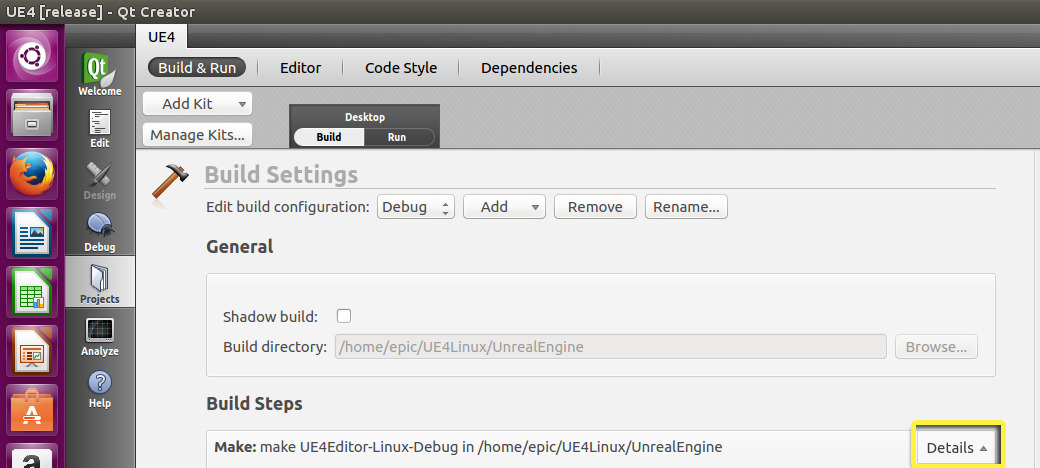 UE4 [release] - Qt Creator
UE4
Build & Run Editor Code Style Dependencies
Add Kit
Manage Kits...
Desktop
Build Run
Qt
Welcome
Edit
Design
Debug
Projects
Analyze
Help
Build Settings
Edit build configuration: Debug Add Remove Rename...
General
Shadow build:
Build directory: /home/epic/UE4Linux/UnrealEngine Browse...
Build Steps
Make: make UE4Editor-Linux-Debug in /home/epic/UE4Linux/UnrealEngine Details